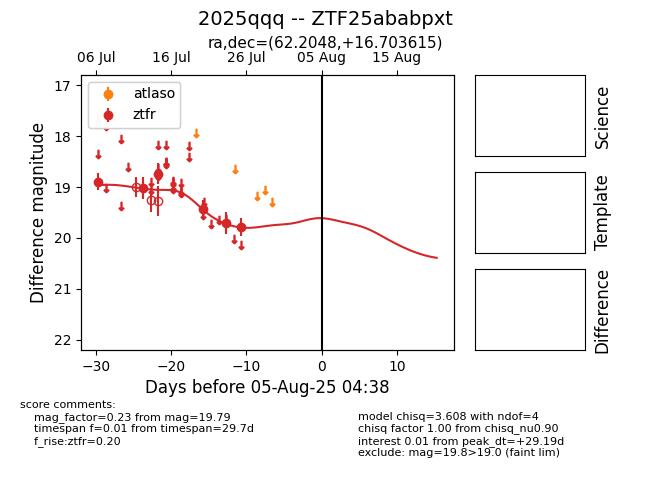 2025qqq -- ZTF25ababpxt
ra,dec=(62.2048,+16.703615)
06 Jul 16 Jul 26 Jul 05 Aug 15 Aug
17
18
19
20
21
22
Difference magnitude
atlaso
ztfr
−30 −20 −10 0 10
Days before 05-Aug-25 04:38
Science
Template
Difference
score comments:
mag_factor=0.23 from mag=19.79
timespan f=0.01 from timespan=29.7d
f_rise:ztfr=0.20
model chisq=3.608 with ndof=4
chisq factor 1.00 from chisq_nu0.90
interest 0.01 from peak_dt=+29.19d
exclude: mag=19.8>19.0 (faint lim)